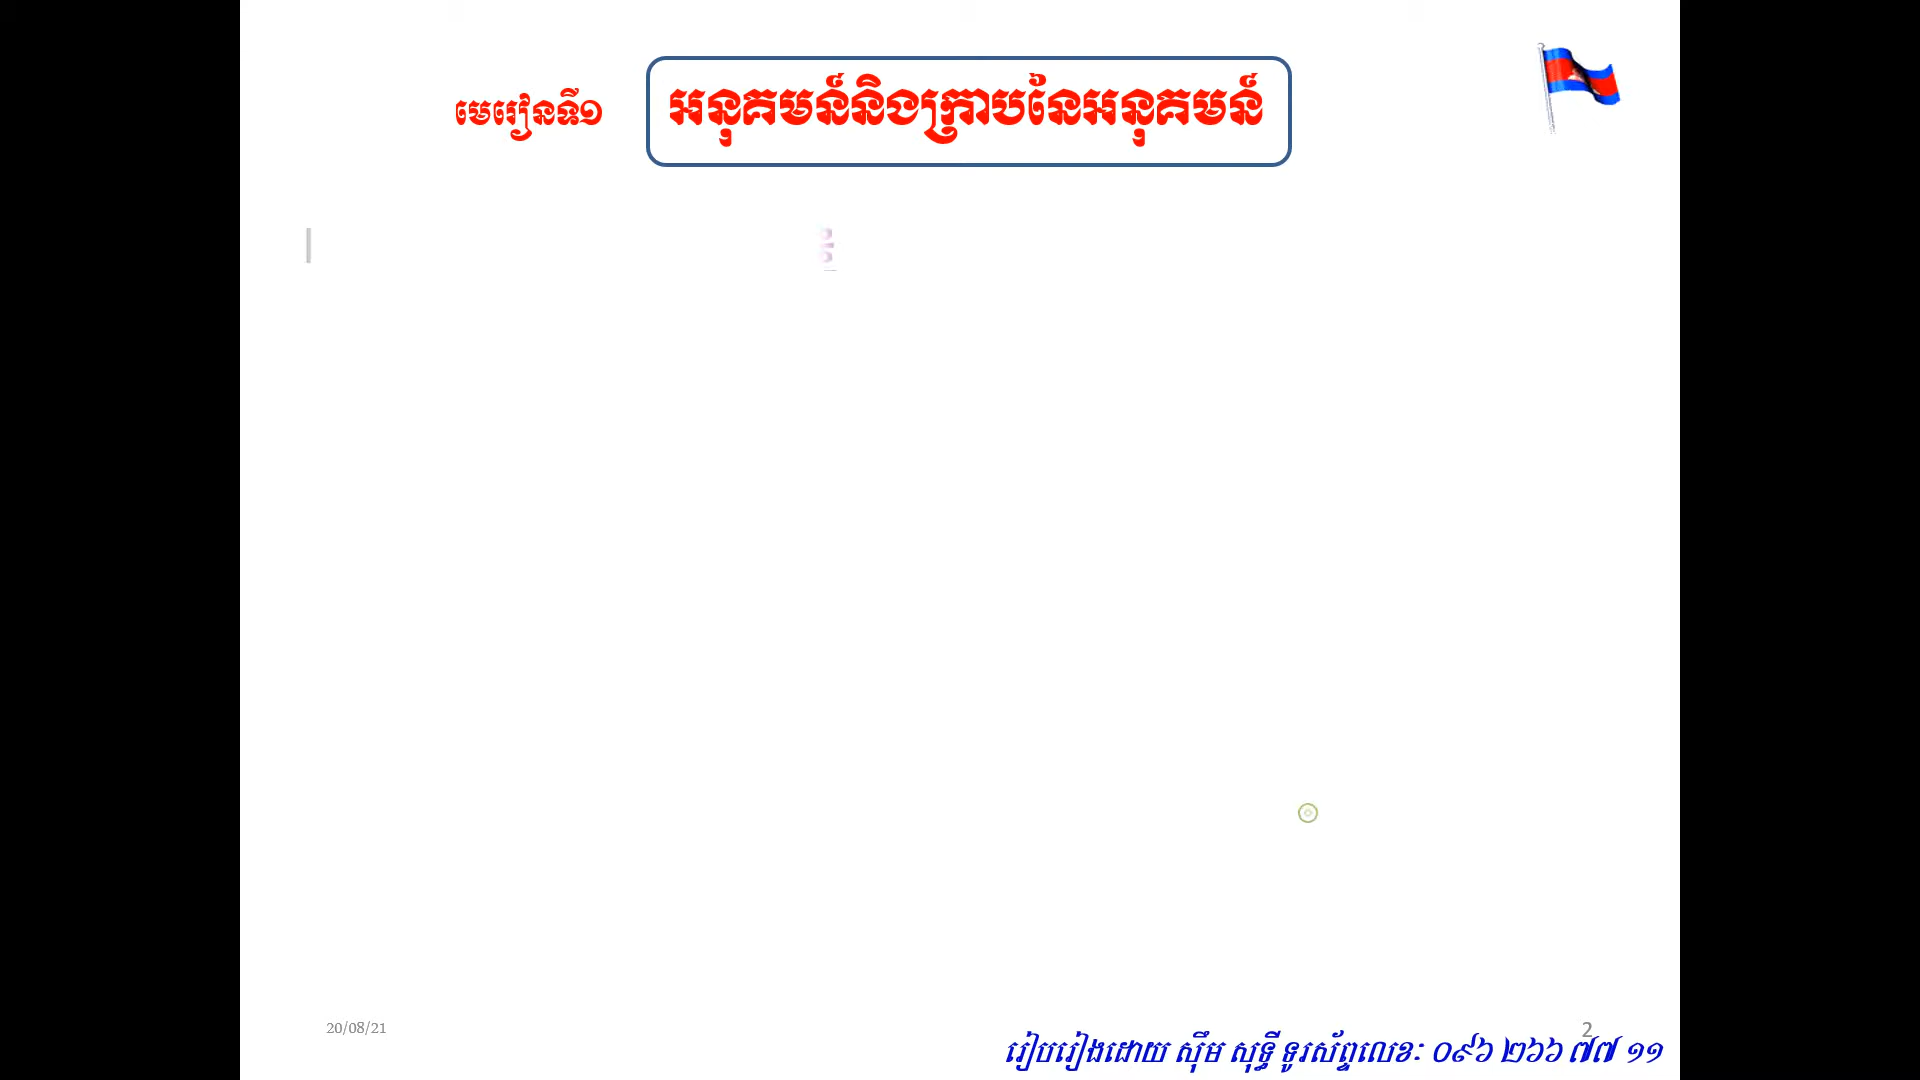 មេរៀនទី១
អនុគមន៍និងក្រាបនៃអនុគមន៍
20/08/21
2
រៀបរៀងដោយ ស៊ឹម សុទ្ធី ទូរស័ព្ទលេខៈ ០៩៦ ២៦៦ ៧៧ ១១